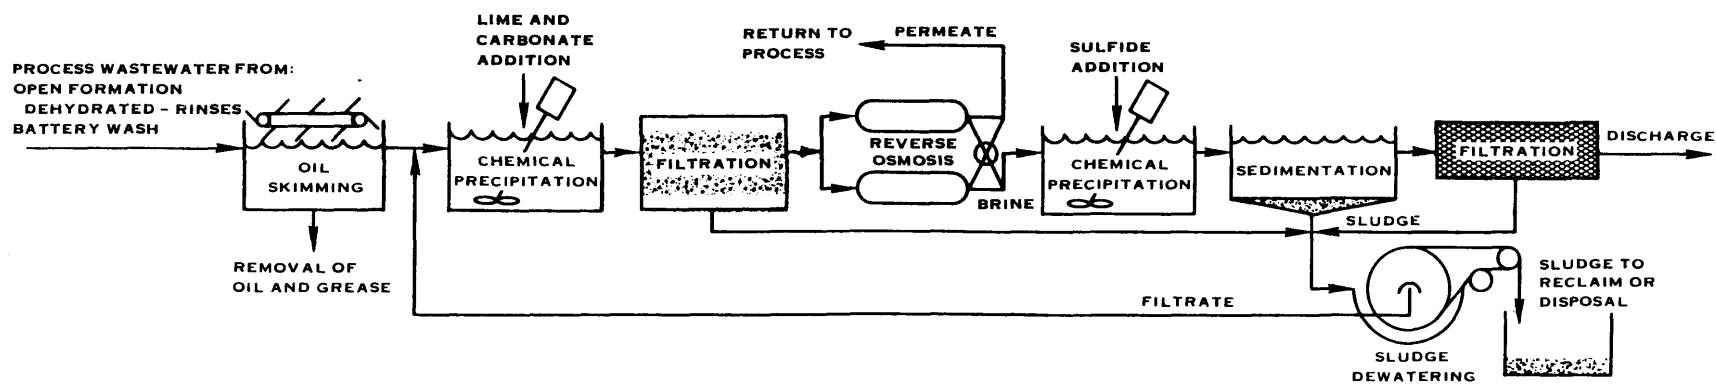 PROCESS WASTEWATER FROM:
OPEN FORMATION
DEHYDRATED - RINSES
BATTERY WASH
OIL
SKIMMING
REMOVAL OF
OIL AND GREASE
LIME AND
CARBONATE
ADDITION
CHEMICAL
PRECIPITATION
FILTRATION
RETURN TO
PROCESS
PERMEATE
REVERSE
OSMOSIS
BRINE
SULFIDE
ADDITION
CHEMICAL
PRECIPITATION
SEDIMENTATION
SLUDGE
FILTRATION
DISCHARGE
FILTRATE
SLUDGE
DEWATERING
SLUDGE TO
RECLAIM OR
DISPOSAL